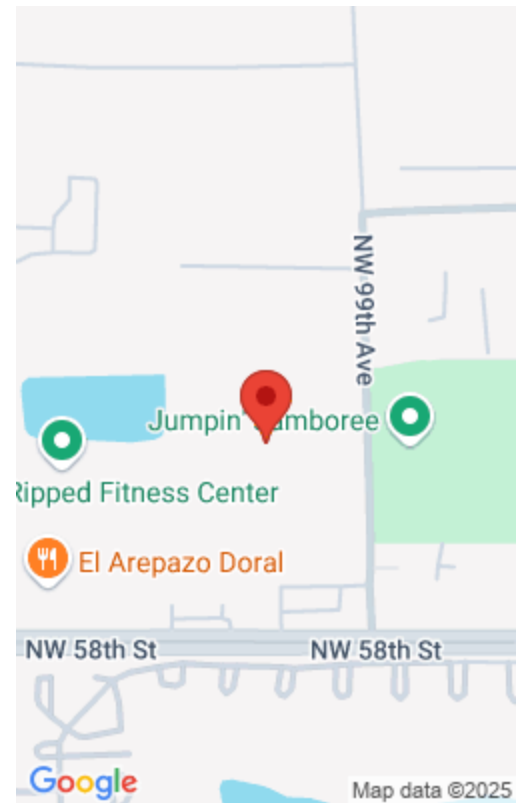 NW 99th Ave
Jumpin' Jamboree
Ripped Fitness Center
El Arepazo Doral
NW 58th St
NW 58th St
Google
Map data ©2025